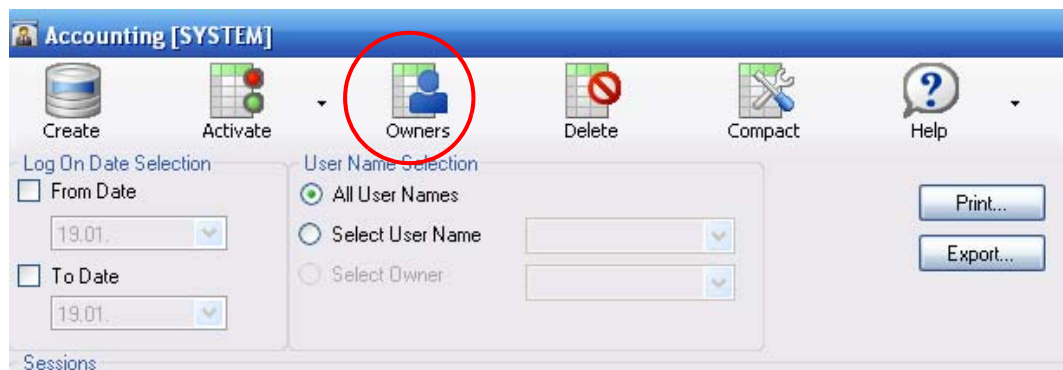 Accounting [SYSTEM]
Create Activate Owners Delete Compact Help
Log On Date Selection
From Date
19.01.
To Date
19.01.
User Name Selection
All User Names
Select User Name
Select Owner
Print...
Export...
Sessions